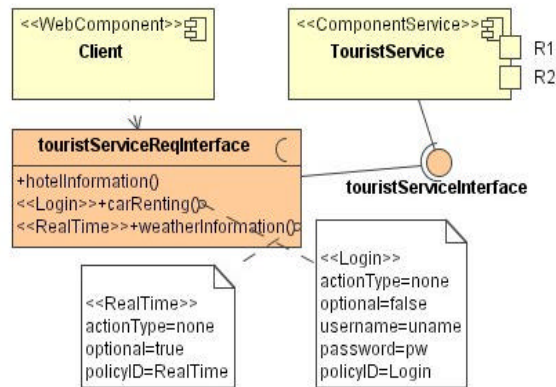 <<WebComponent>>
Client
<<ComponentService>>
TouristService
R1
R2
touristServiceReqInterface
+hotelInformation()
<<Login>>+carRenting()
<<RealTime>>+weatherInformation()
touristServiceInterface
<<RealTime>>
actionType=none
optional=true
policyID=RealTime
<<Login>>
actionType=none
optional=false
username=uname
password=pw
policyID=Login